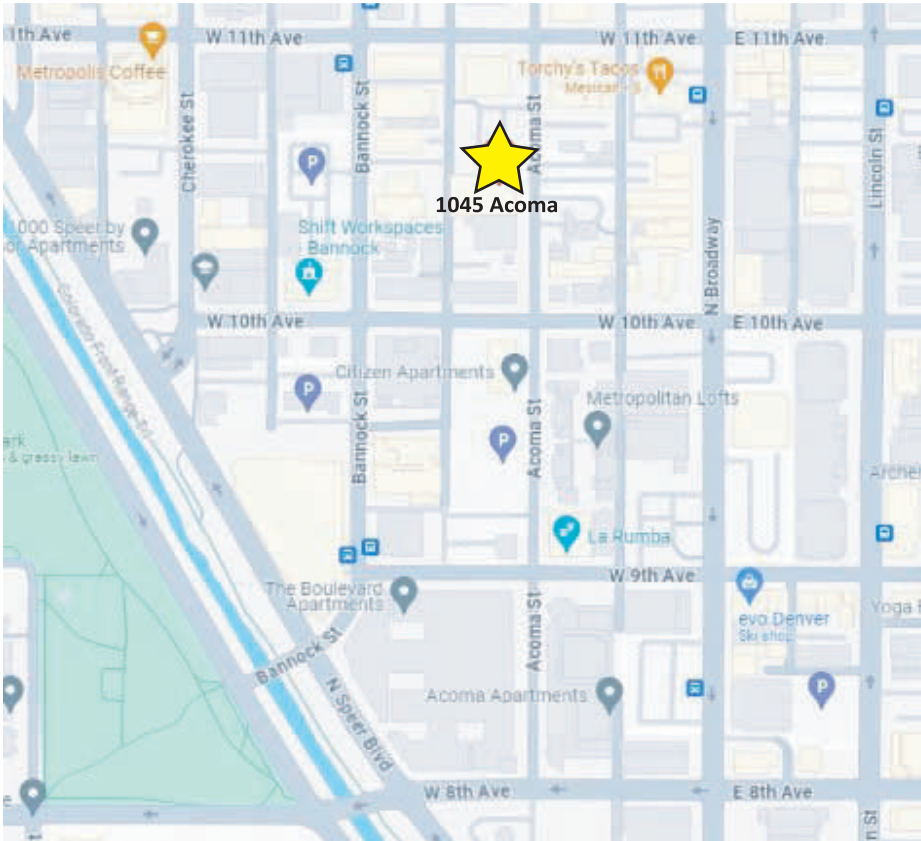 1th Ave
W 11th Ave
W 11th Ave
E 11th Ave
Metropolis Coffee
Torchy's Tacos
Mexican • $
Cherokee St
Bannock St
Acoma St
Lincoln St
P
1045 Acoma
1000 Speer by
or Apartments
Shift Workspaces
- Bannock
N Broadway
W 10th Ave
W 10th Ave
E 10th Ave
Colorado Front Range Trl
Citizen Apartments
P
Metropolitan Lofts
Bannock St
Acoma St
P
ark
s & grassy lawn
Archer
La Rumba
W 9th Ave
The Boulevard
Apartments
evo Denver
Ski shop
Yoga
Acoma St
Bannock St
Acoma Apartments
P
N Speer Blvd
W 8th Ave
E 8th Ave
e
n St
t